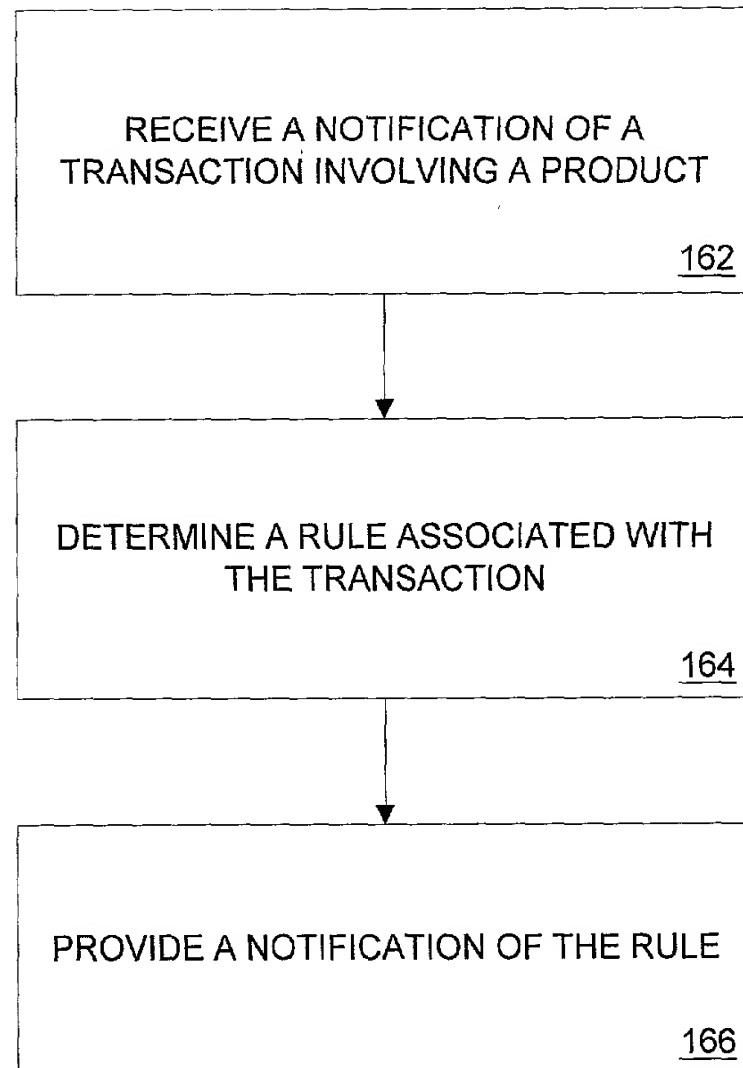 RECEIVE A NOTIFICATION OF A
TRANSACTION INVOLVING A PRODUCT
162
DETERMINE A RULE ASSOCIATED WITH
THE TRANSACTION
164
PROVIDE A NOTIFICATION OF THE RULE
166